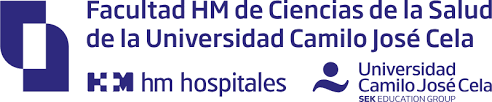 Facultad HM de Ciencias de la Salud
de la Universidad Camilo José Cela
HM hm hospitales
Universidad
Camilo José Cela
SEK EDUCATION GROUP